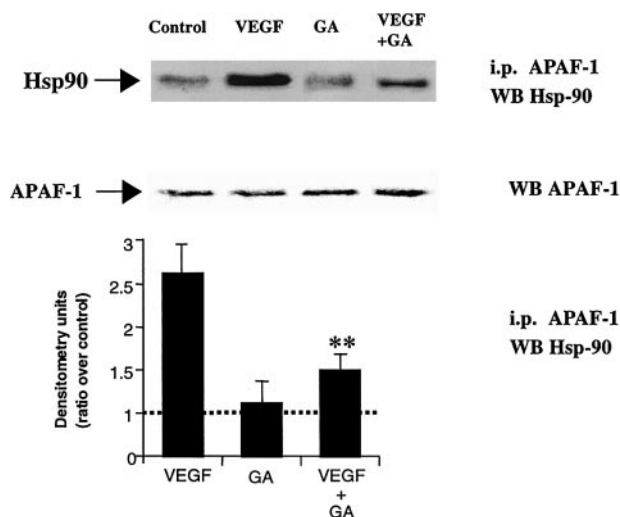 Control VEGF GA VEGF
+GA
Hsp90
i.p. APAF-1
WB Hsp-90
APAF-1
WB APAF-1
3
2.5
2
1.5
1
0
Densitometry units
(ratio over control)
**
i.p. APAF-1
WB Hsp-90
VEGF GA VEGF
+
GA